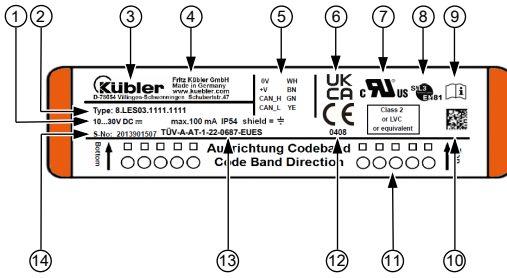 1 2 3 4 5 6 7 8 9
Kübler
Fritz Kübler GmbH
Made in Germany
www.kuebler.com
D-78054 Villingen-Schwenningen Schubertstr.47
0V WH
+V BN
CAN_H GN
CAN_L YE
UK
CA
CE
0408
c RU US
EN81
Class 2
or LVC
or equivalent
Type: 8.LES03.1111.1111
10...30V DC max.100 mA IP54 shield =
S-No: 2013901507 TÜV-A-AT-1-22-0687-EUES
Bottom
Ausrichtung Codeband
Code Band Direction
14 13 12 11 10